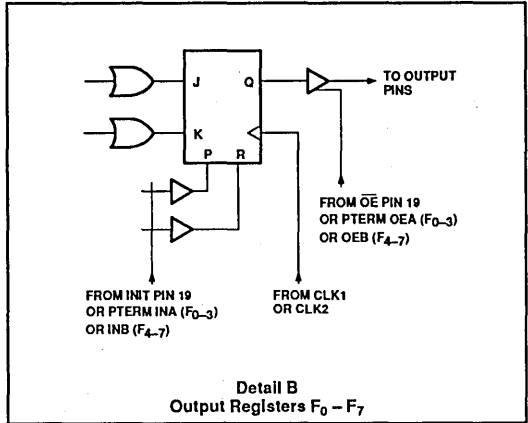 J
Q
TO OUTPUT
PINS
K
P
R
FROM OE PIN 19
OR PTERM OEA (F0–3)
OR OEB (F4–7)
FROM INIT PIN 19
OR PTERM INA (F0–3)
OR INB (F4–7)
FROM CLK1
OR CLK2
Detail B
Output Registers F0 – F7